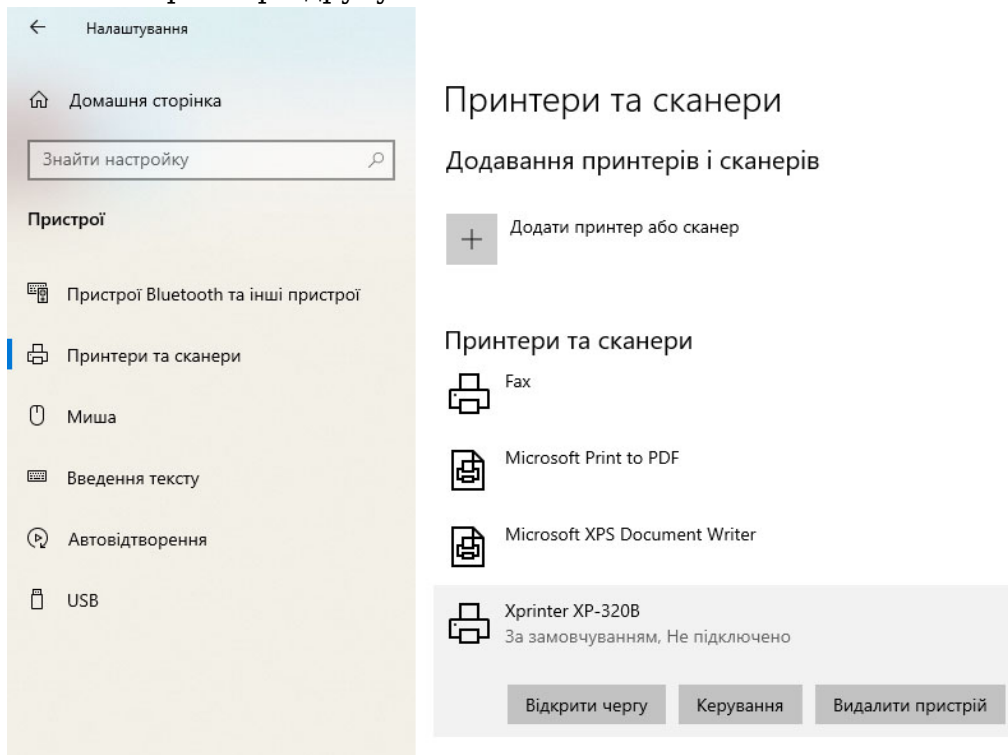 Налаштування
Домашня сторінка
Знайти настройку
Пристрої
Пристрої Bluetooth та інші пристрої
Принтери та сканери
Миша
Введення тексту
Автовідтворення
USB
Принтери та сканери
Додавання принтерів і сканерів
Додати принтер або сканер
Принтери та сканери
Fax
Microsoft Print to PDF
Microsoft XPS Document Writer
Xprinter XP-320B
За замовчуванням, Не підключено
Відкрити чергу Керування Видалити пристрій